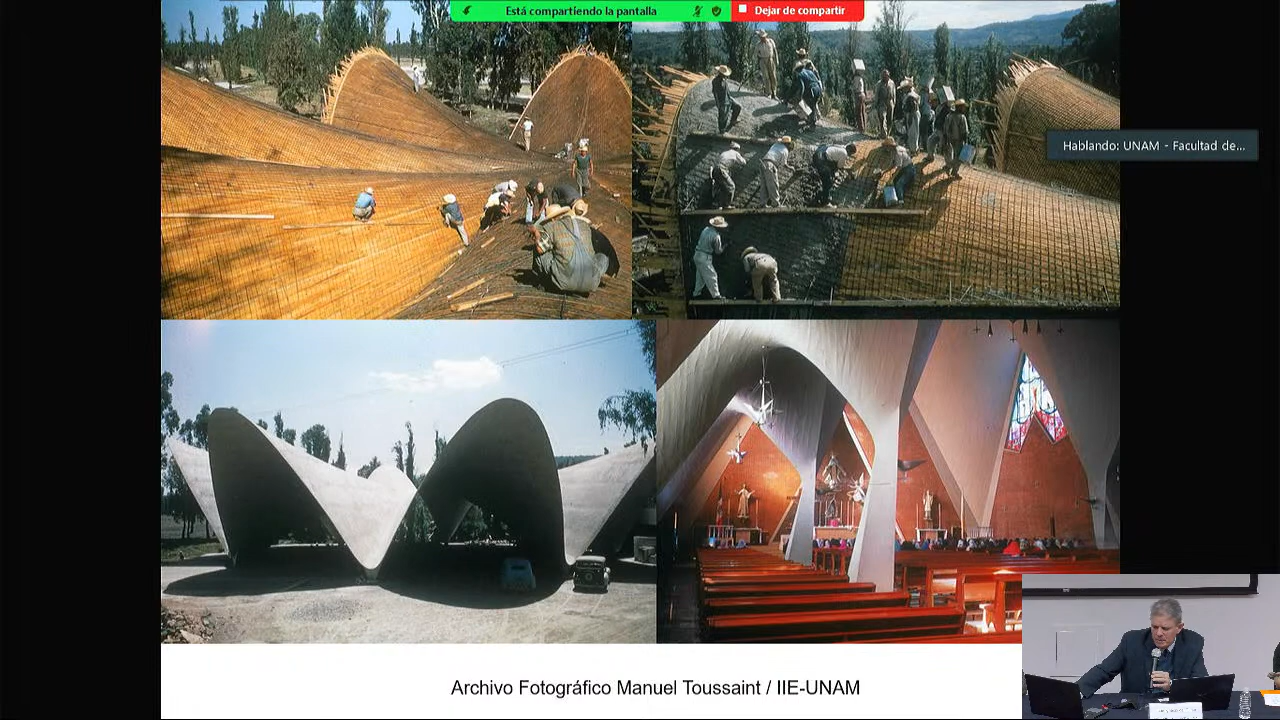 Está compartiendo la pantalla
Dejar de compartir
Hablando: UNAM - Facultad de...
Archivo Fotográfico Manuel Toussaint / IIE-UNAM